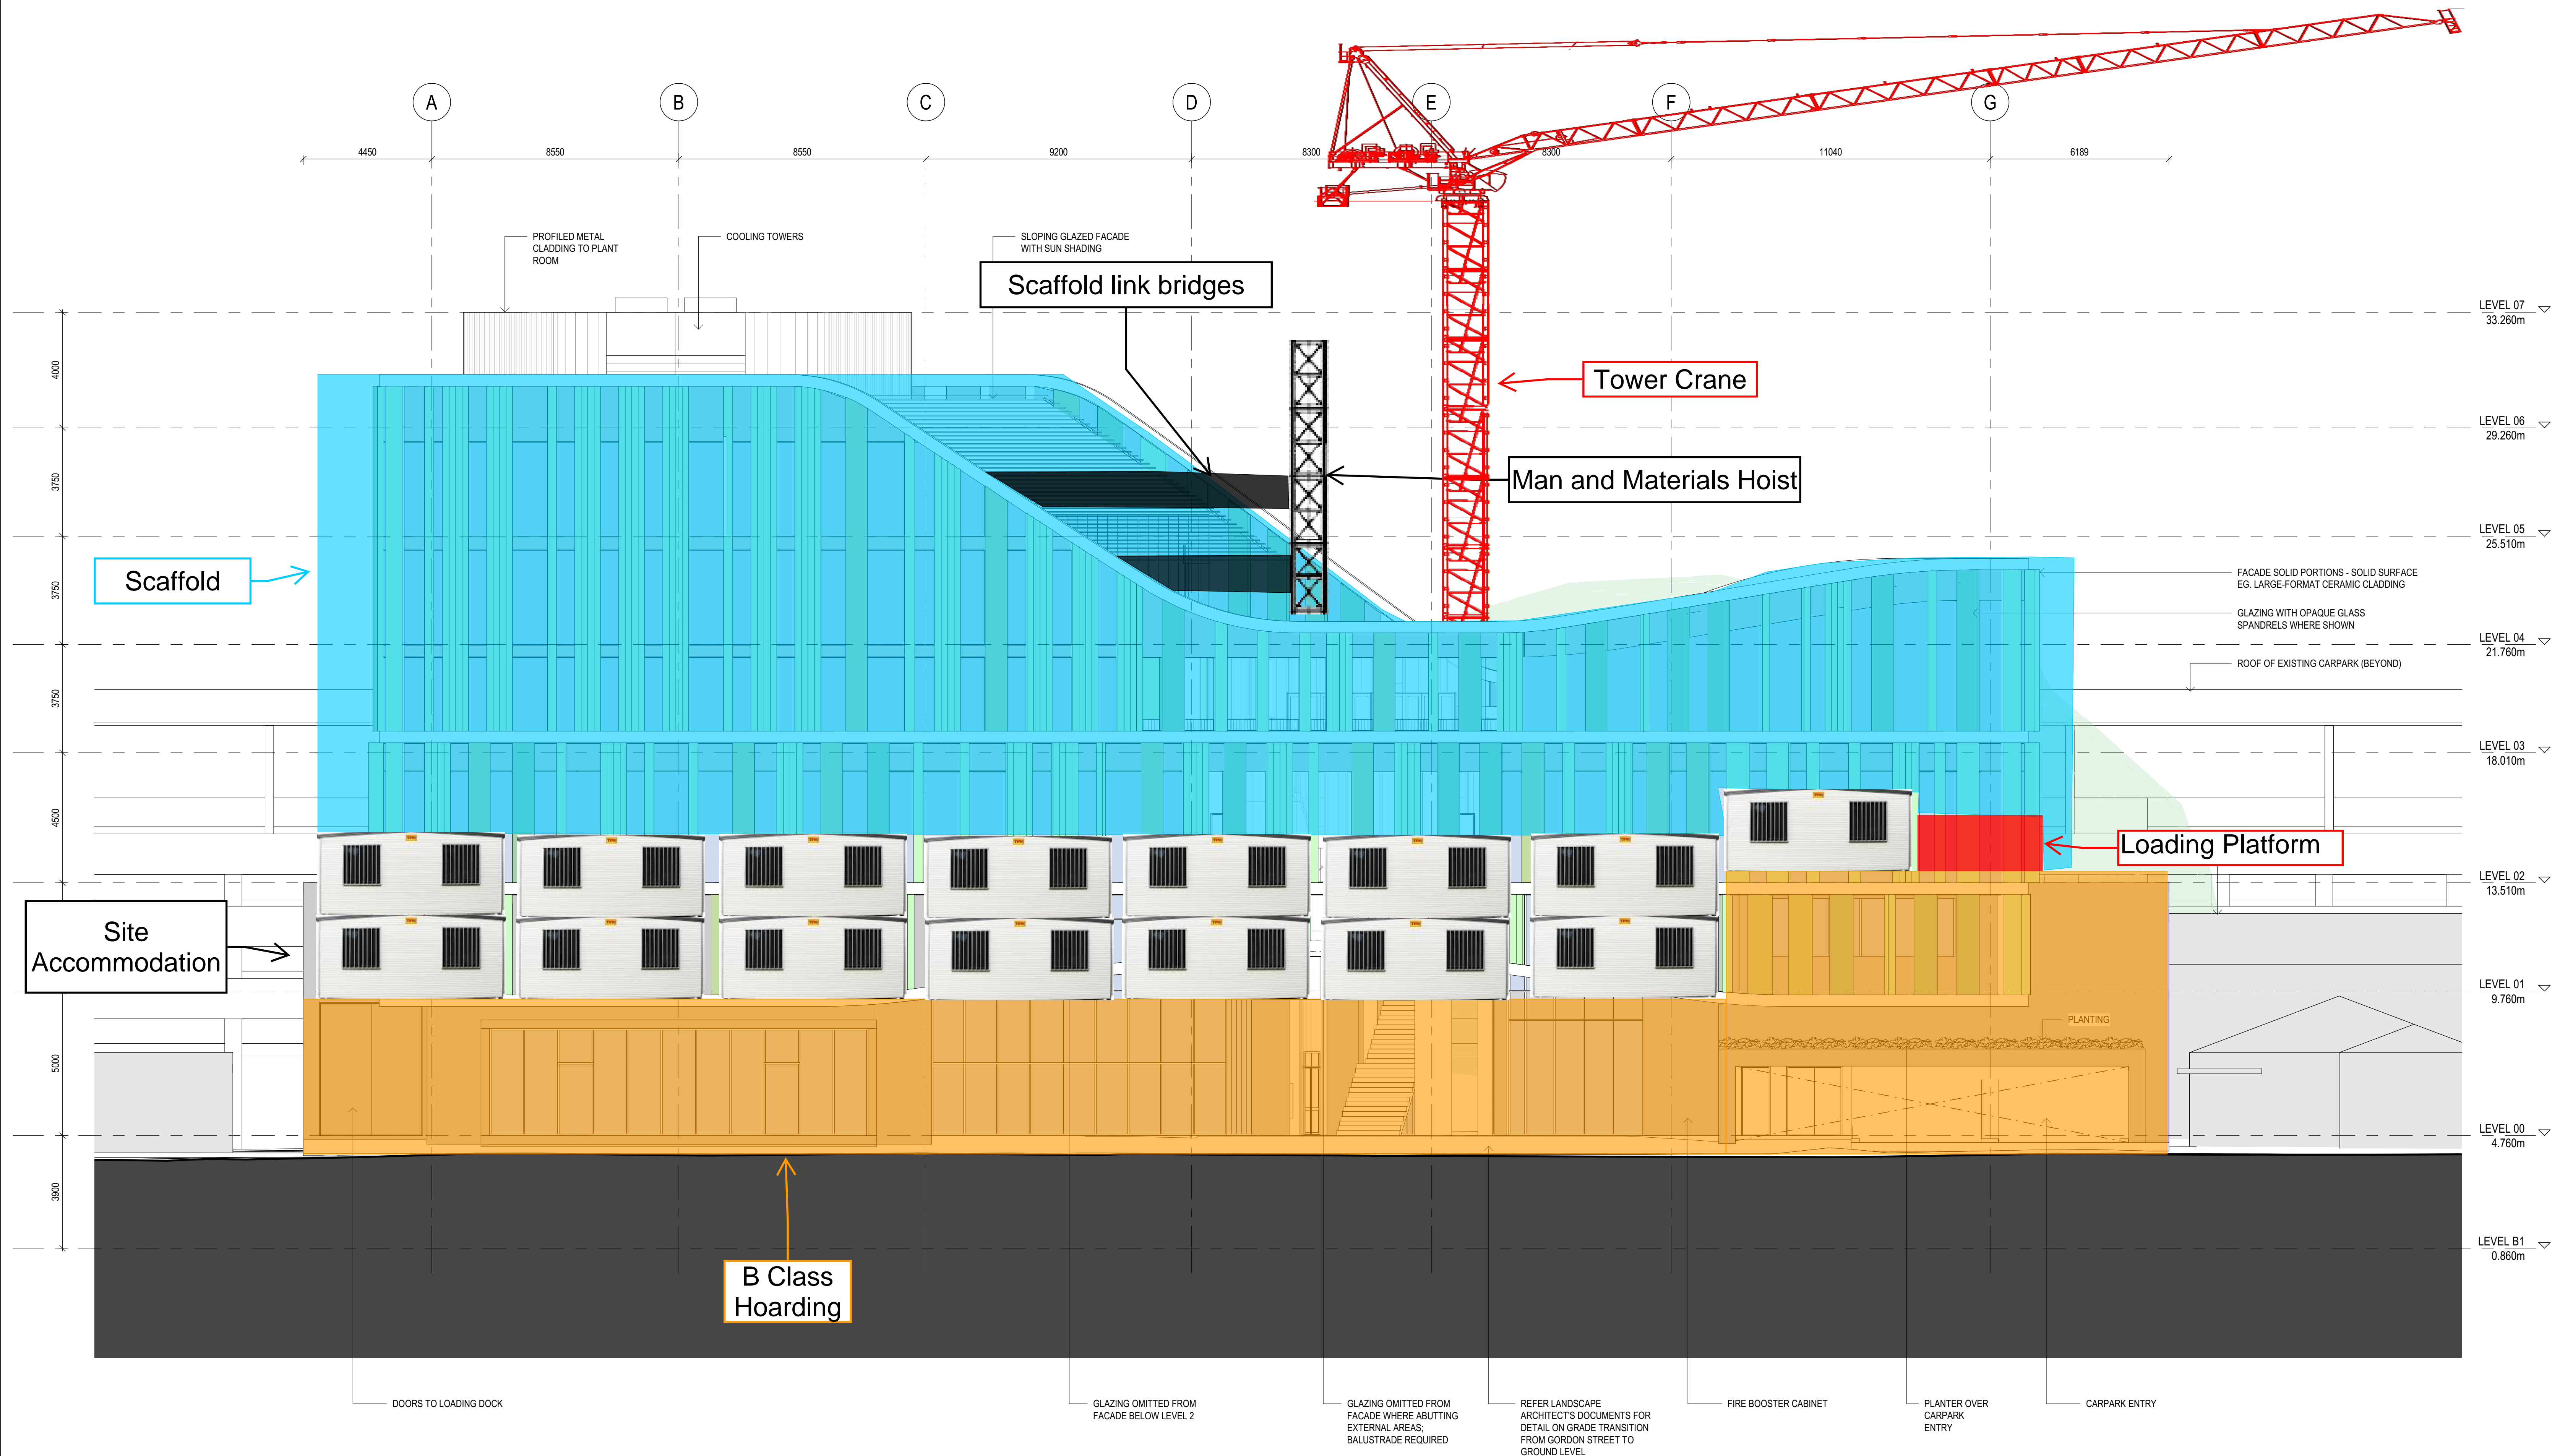 A
B
C
D
E
F
G
4450
8550
8550
9200
8300
8300
11040
6189
PROFILED METAL
CLADDING TO PLANT
ROOM
COOLING TOWERS
SLOPING GLAZED FACADE
WITH SUN SHADING
Scaffold link bridges
LEVEL 07
33.260m
4000
Tower Crane
LEVEL 06
29.260m
3750
Man and Materials Hoist
LEVEL 05
25.510m
Scaffold
3750
FACADE SOLID PORTIONS - SOLID SURFACE
EG. LARGE-FORMAT CERAMIC CLADDING
GLAZING WITH OPAQUE GLASS
SPANDRELS WHERE SHOWN
LEVEL 04
21.760m
ROOF OF EXISTING CARPARK (BEYOND)
3750
LEVEL 03
18.010m
4500
Loading Platform
LEVEL 02
13.510m
Site
Accommodation
LEVEL 01
9.760m
PLANTING
5000
LEVEL 00
4.760m
3900
LEVEL B1
0.860m
B Class
Hoarding
DOORS TO LOADING DOCK
GLAZING OMITTED FROM
FACADE BELOW LEVEL 2
GLAZING OMITTED FROM
FACADE WHERE ABUTTING
EXTERNAL AREAS;
BALUSTRADE REQUIRED
REFER LANDSCAPE
ARCHITECT'S DOCUMENTS FOR
DETAIL ON GRADE TRANSITION
FROM GORDON STREET TO
GROUND LEVEL
FIRE BOOSTER CABINET
PLANTER OVER
CARPARK
ENTRY
CARPARK ENTRY